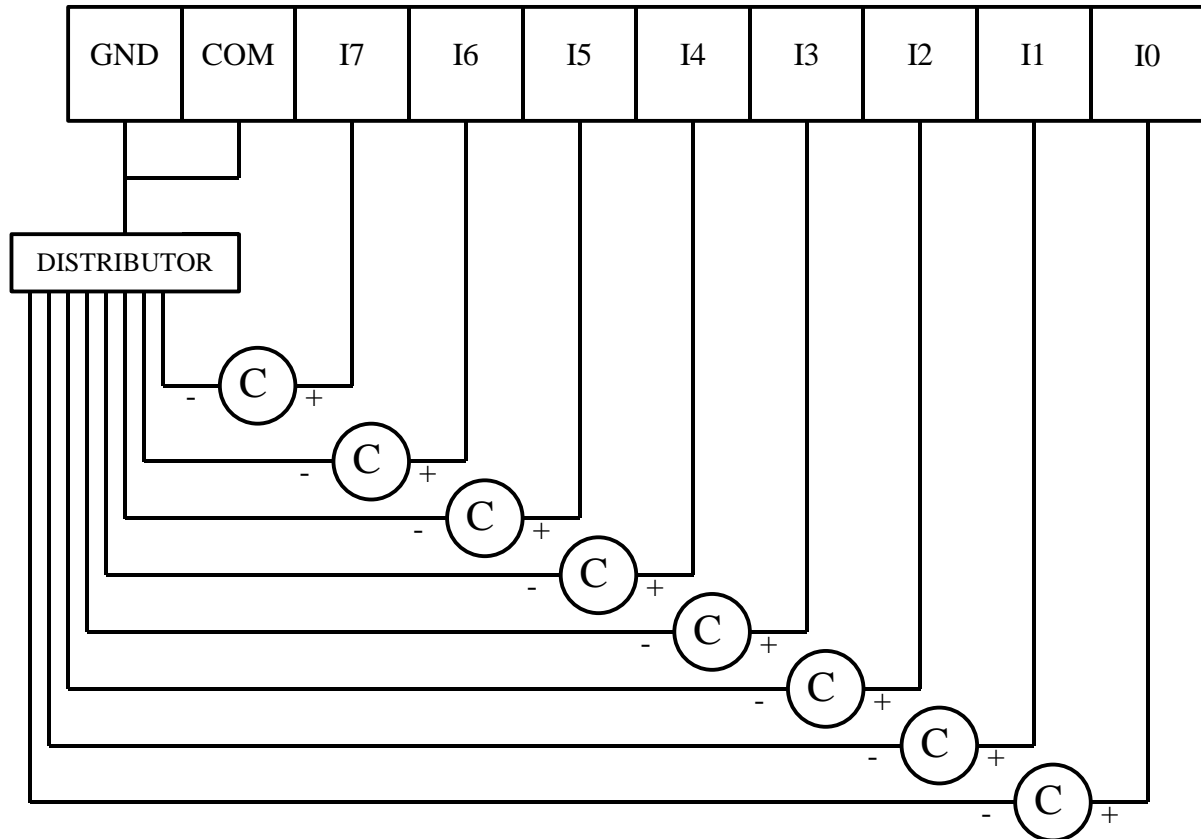 GND COM I7 I6 I5 I4 I3 I2 I1 I0
DISTRIBUTOR
- C +
- C +
- C +
- C +
- C +
- C +
- C +
- C +